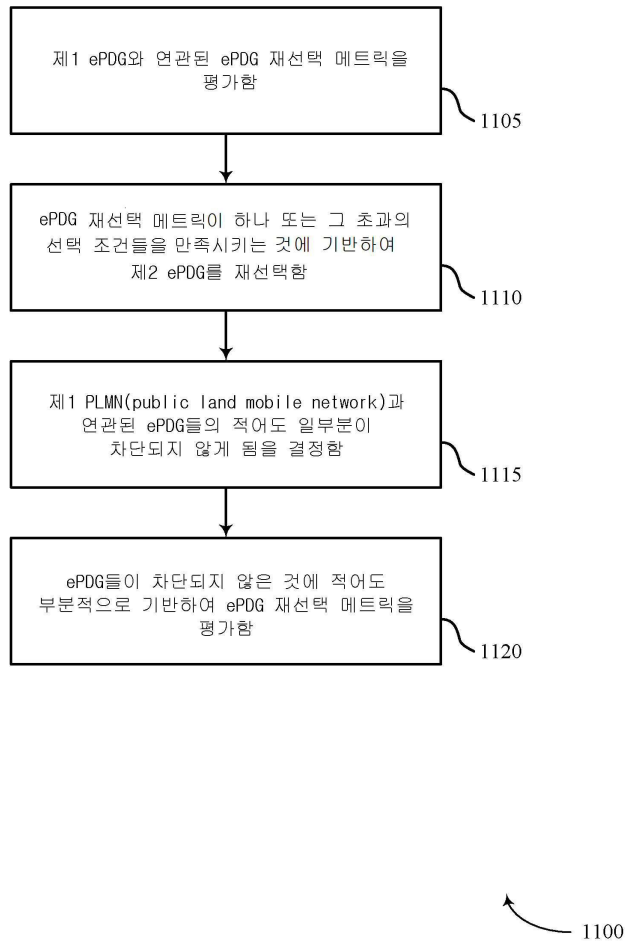 제1 ePDG와 연관된 ePDG 재선택 메트릭을
평가함
1105
ePDG 재선택 메트릭이 하나 또는 그 초과의
선택 조건들을 만족시키는 것에 기반하여
제2 ePDG를 재선택함
1110
제1 PLMN(public land mobile network)과
연관된 ePDG들의 적어도 일부분이
차단되지 않게 됨을 결정함
1115
ePDG들이 차단되지 않은 것에 적어도
부분적으로 기반하여 ePDG 재선택 메트릭을
평가함
1120
1100